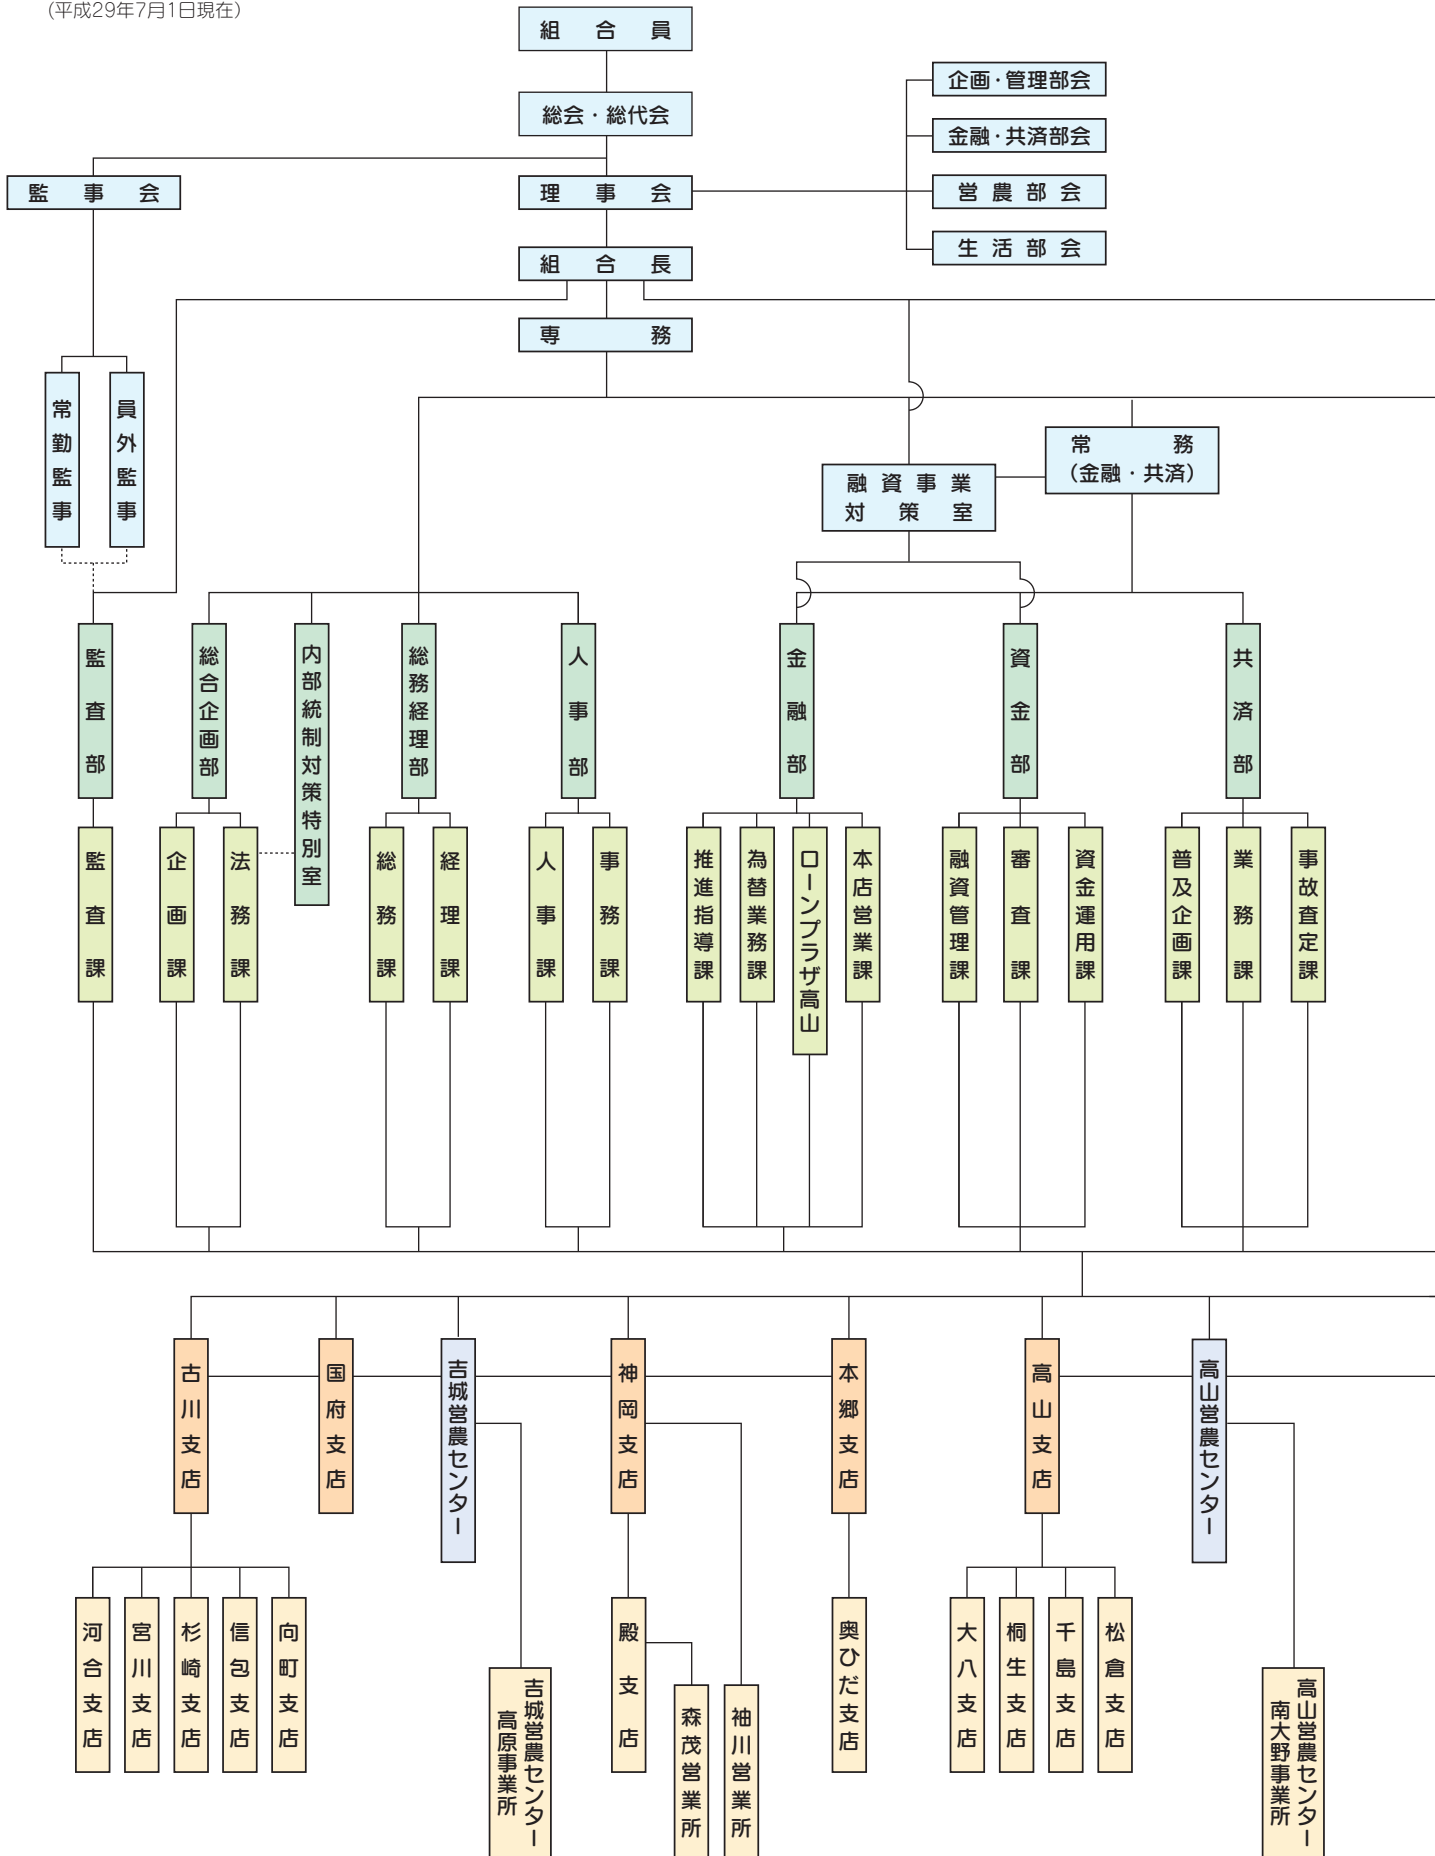 (平成29年7月1日現在)
組合員
総会・総代会
企画・管理部会
金融・共済部会
営農部会
生活部会
監事会
理事会
組合長
専務
常勤監事
員外監事
常務
(金融・共済)
融資事業
対策室
監査部
総合企画部
内部統制対策特別室
総務経理部
人事部
金融部
資金部
共済部
監査課
企画課
法務課
総務課
経理課
人事課
事務課
推進指導課
為替業務課
ローンプラザ高山
本店営業課
融資管理課
審査課
資金運用課
普及企画課
業務課
事故査定課
古川支店
国府支店
吉城営農センター
神岡支店
本郷支店
高山支店
高山営農センター
河合支店
宮川支店
杉崎支店
信包支店
向町支店
吉城営農センター
高原事業所
殿支店
森茂営業所
袖川営業所
奥ひだ支店
大八支店
桐生支店
千島支店
松倉支店
高山営農センター
南大野事業所